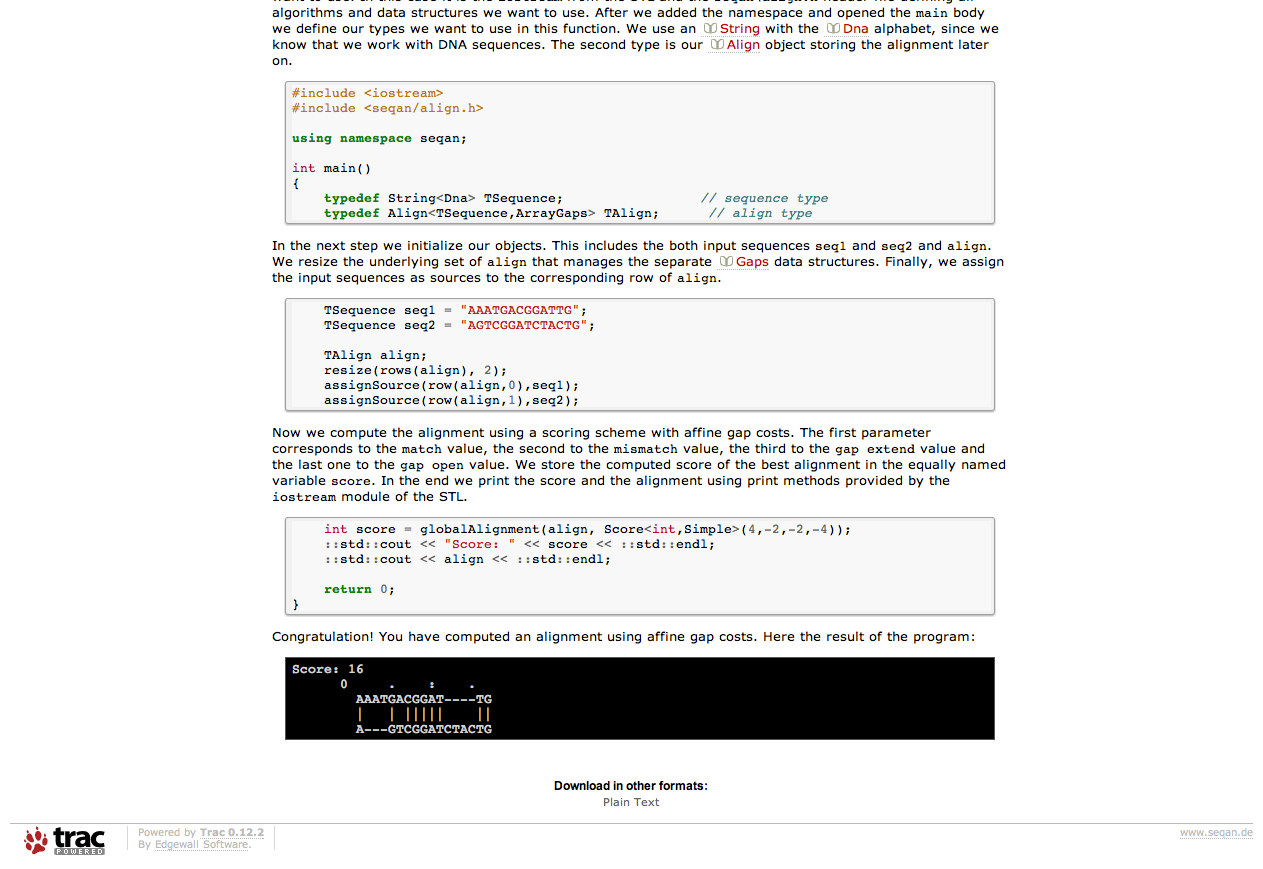 algorithms and data structures we want to use. After we added the namespace and opened the main body
we define our types we want to use in this function. We use an String with the Dna alphabet, since we
know that we work with DNA sequences. The second type is our Align object storing the alignment later
on.
#include <iostream>
#include <seqan/align.h>
using namespace seqan;
int main()
{
    typedef String<Dna> TSequence;                 // sequence type
    typedef Align<TSequence,ArrayGaps> TAlign;      // align type
In the next step we initialize our objects. This includes the both input sequences seq1 and seq2 and align.
We resize the underlying set of align that manages the separate Gaps data structures. Finally, we assign
the input sequences as sources to the corresponding row of align.
    TSequence seq1 = "AAATGACGGATTG";
    TSequence seq2 = "AGTCGGATCTACTG";
    TAlign align;
    resize(rows(align), 2);
    assignSource(row(align,0),seq1);
    assignSource(row(align,1),seq2);
Now we compute the alignment using a scoring scheme with affine gap costs. The first parameter
corresponds to the match value, the second to the mismatch value, the third to the gap extend value and
the last one to the gap open value. We store the computed score of the best alignment in the equally named
variable score. In the end we print the score and the alignment using print methods provided by the
iostream module of the STL.
    int score = globalAlignment(align, Score<int,Simple>(4,-2,-2,-4));
    ::std::cout << "Score: " << score << ::std::endl;
    ::std::cout << align << ::std::endl;
    return 0;
}
Congratulation! You have computed an alignment using affine gap costs. Here the result of the program:
Score: 16
      0     .    :    .
        AAATGACGGAT----TG
        |   | |||||    ||
        A---GTCGGATCTACTG
Download in other formats:
Plain Text
trac POWERED
Powered by Trac 0.12.2
By Edgewall Software.
www.seqan.de